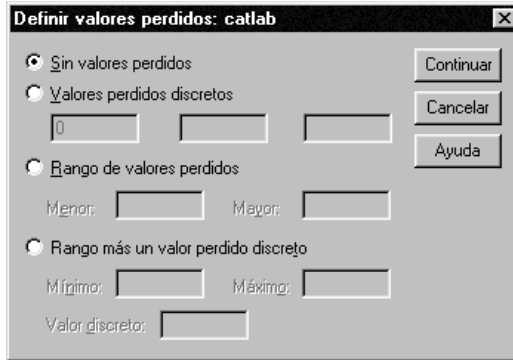 Definir valores perdidos: catlab
Sin valores perdidos
Continuar
Valores perdidos discretos
Cancelar
0
Ayuda
Rango de valores perdidos
Menor: Mayor:
Rango más un valor perdido discreto
Mínimo: Máximo:
Valor discreto: